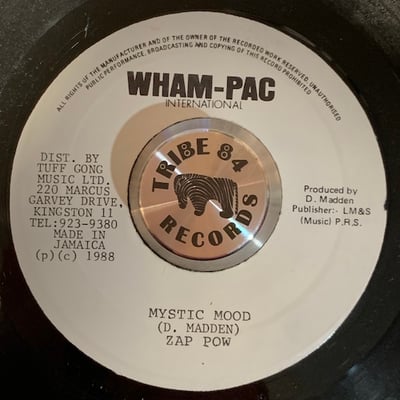 ALL RIGHTS OF THE MANUFACTURER AND OF THE OWNER OF THE RECORDED WORK RESERVED. UNAUTHORISED
PUBLIC PERFORMANCE, BROADCASTING AND COPYING OF THIS RECORD PROHIBITED
WHAM-PAC
INTERNATIONAL
DIST. BY
TUFF GONG
MUSIC LTD.
220 MARCUS
GARVEY DRIVE,
KINGSTON 11
TEL:923-9380
MADE IN
JAMAICA
(p)(c) 1988
TRIBE 84
RECORDS
Produced by
D. Madden
Publisher:- LM&S
(Music) P.R.S.
MYSTIC MOOD
(D. MADDEN)
ZAP POW